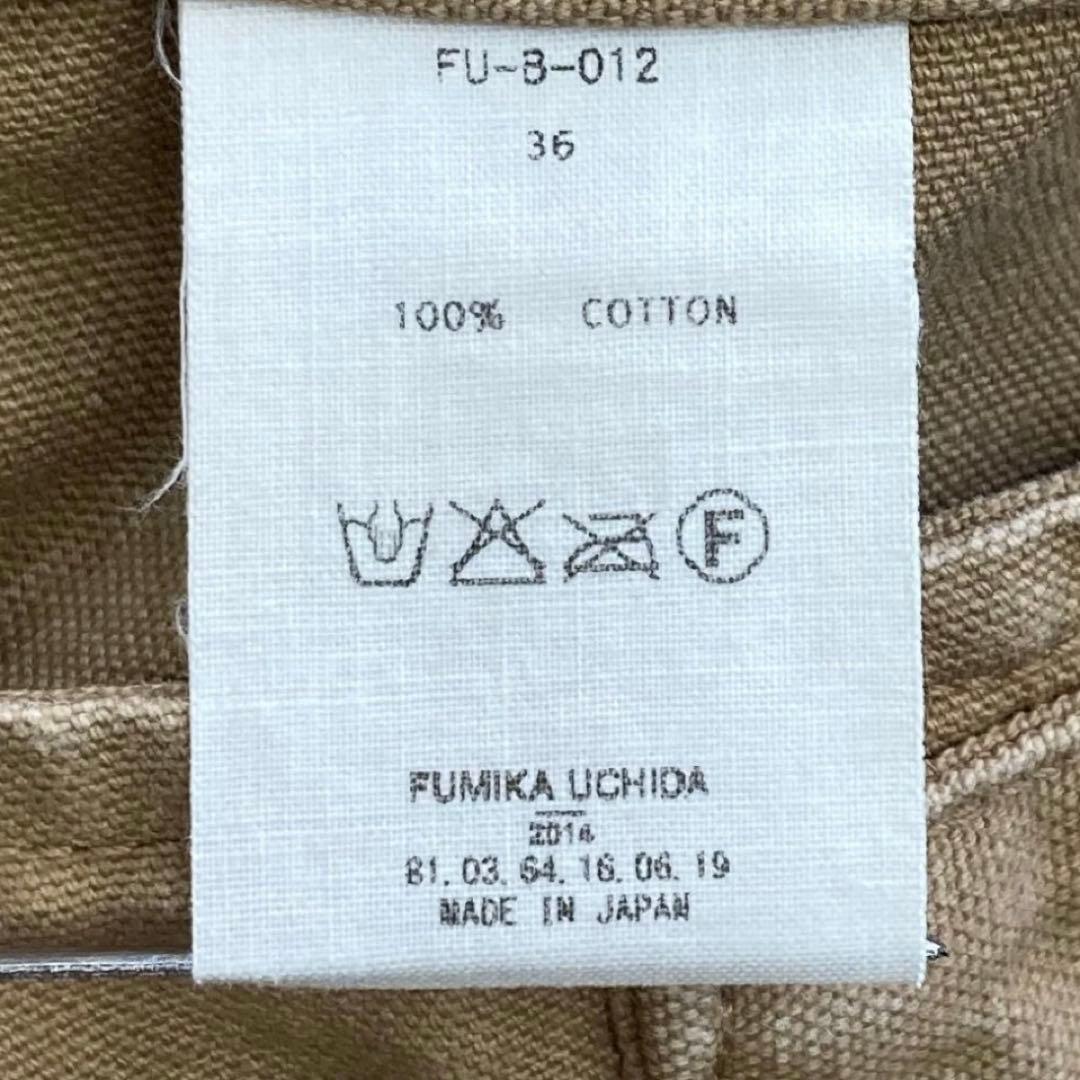 FU-B-012
36
100% COTTON
F
FUMIKA UCHIDA
2014
81.03.64.16.06.19
MADE IN JAPAN